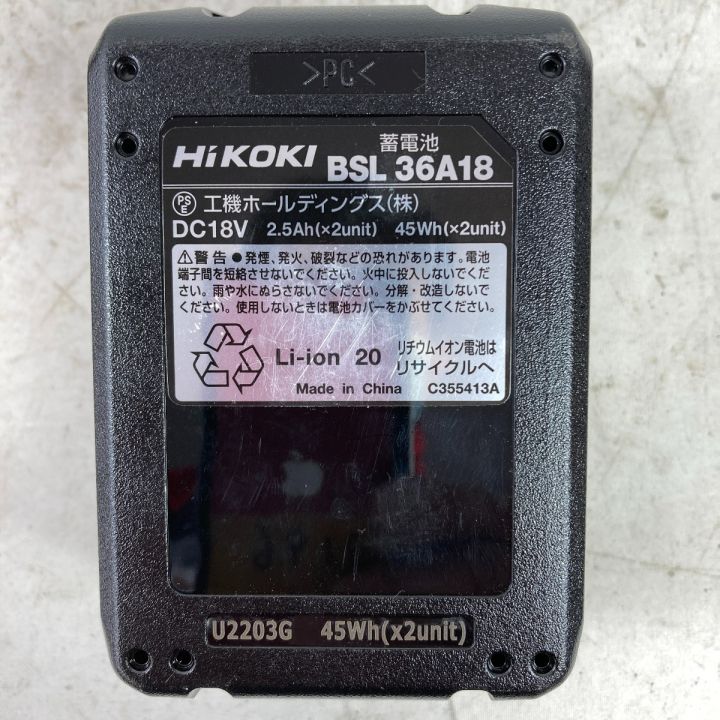 >PC<
HiKOKI 蓄電池 BSL 36A18
PSE 工機ホールディングス(株)
DC18V 2.5Ah(×2unit) 45Wh(×2unit)
⚠警告 ●発煙、発火、破裂などの恐れがあります。電池
端子間を短絡させないでください。火中に投入しないでくだ
さい。雨や水にぬらさないでください。分解・改造しないで
ください。使用しないときは電池カバーをかぶせてください。
Li-ion 20 リチウムイオン電池は
リサイクルへ
Made in China C355413A
U2203G 45Wh(x2unit)